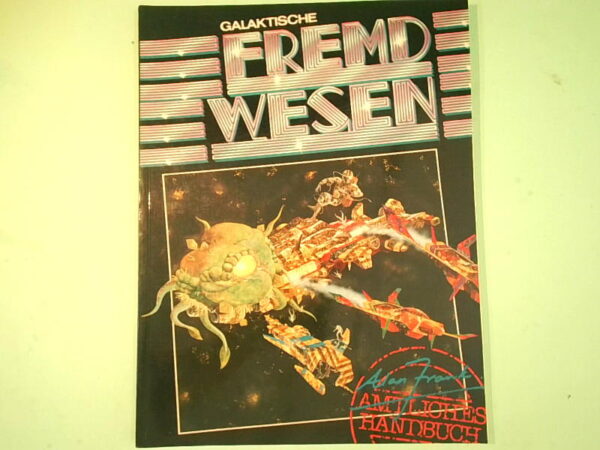 GALAKTISCHE
FREMD
WESEN
Alan Frank
AMTLICHES
HANDBUCH